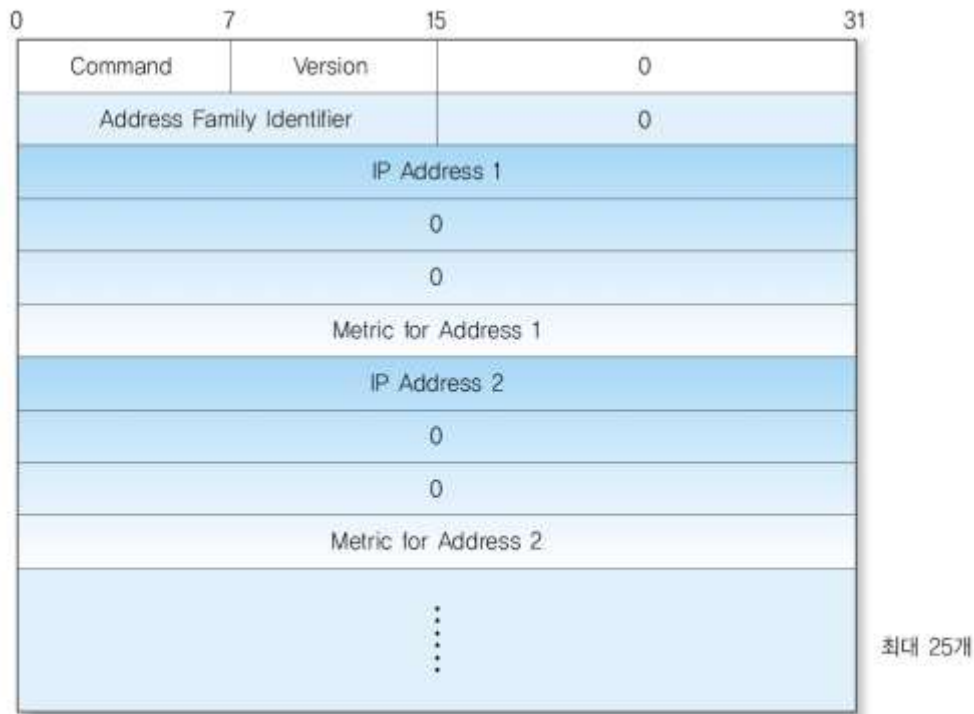 0 7 15 31
Command Version 0
Address Family Identifier 0
IP Address 1
0
0
Metric for Address 1
IP Address 2
0
0
Metric for Address 2
최대 25개